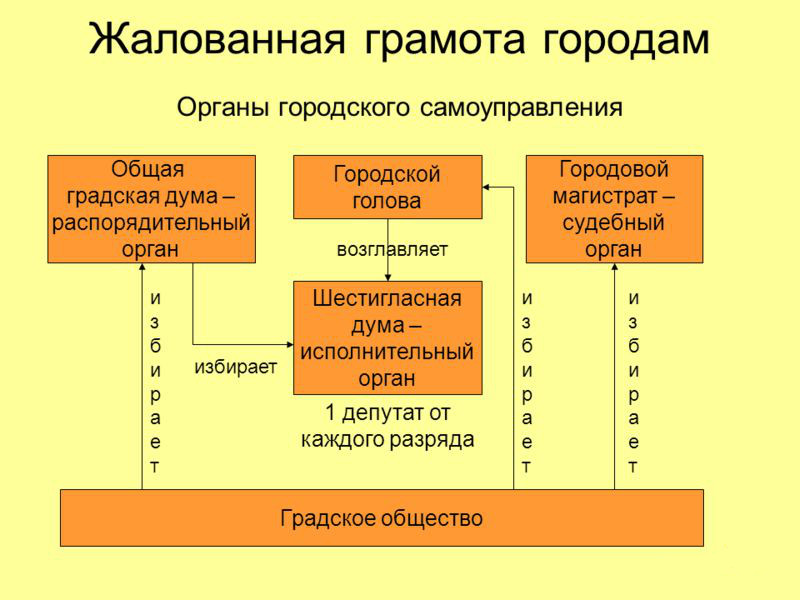 Жалованная грамота городам
Органы городского самоуправления
Общая
градская дума –
распорядительный
орган
Городской
голова
Городовой
магистрат –
судебный
орган
возглавляет
Шестигласная
дума –
исполнительный
орган
избирает
избирает
избирает
избирает
1 депутат от
каждого разряда
Градское общество